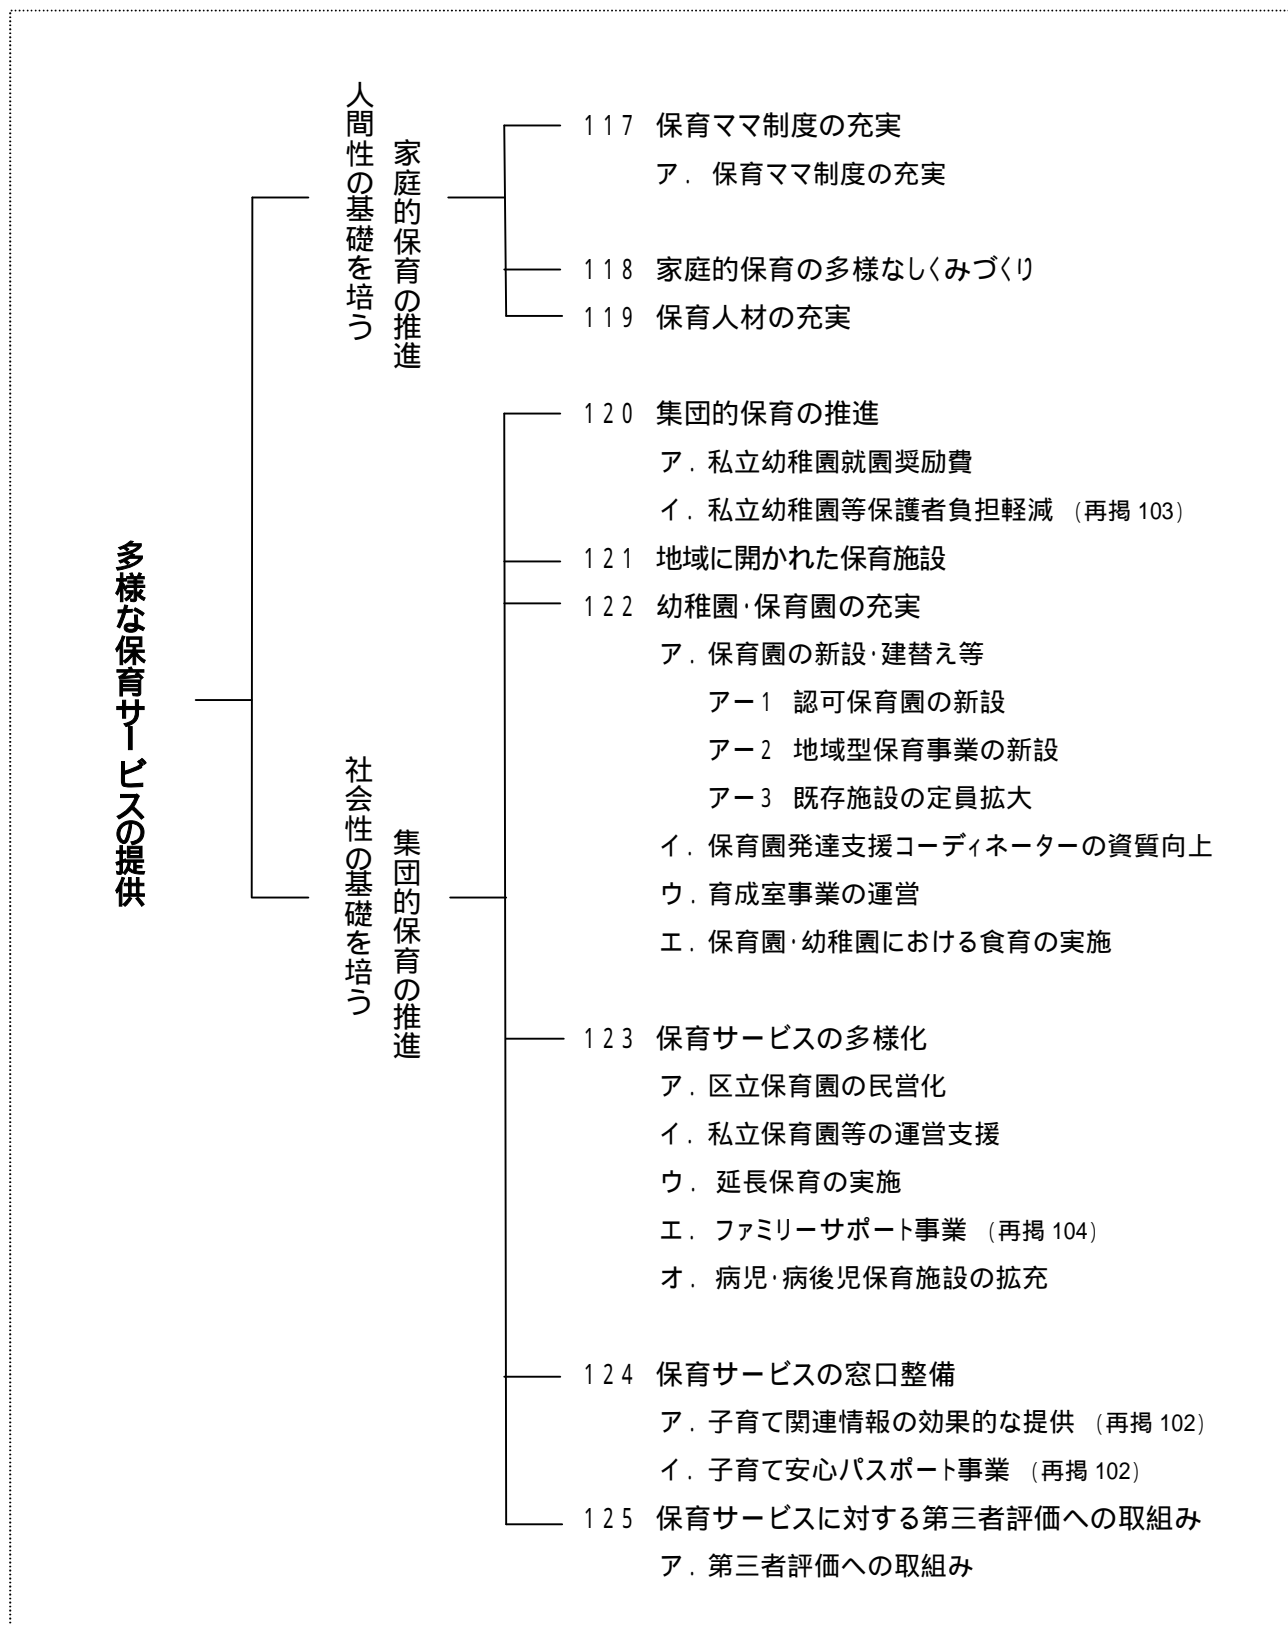 多様な保育サービスの提供
人間性の基礎を培う
家庭的保育の推進
117 保育ママ制度の充実
ア．保育ママ制度の充実
118 家庭的保育の多様なしくみづくり
119 保育人材の充実
社会性の基礎を培う
集団的保育の推進
120 集団的保育の推進
ア．私立幼稚園就園奨励費
イ．私立幼稚園等保護者負担軽減 (再掲 103)
121 地域に開かれた保育施設
122 幼稚園・保育園の充実
ア．保育園の新設・建替え等
アー1 認可保育園の新設
アー2 地域型保育事業の新設
アー3 既存施設の定員拡大
イ．保育園発達支援コーディネーターの資質向上
ウ．育成室事業の運営
エ．保育園・幼稚園における食育の実施
123 保育サービスの多様化
ア．区立保育園の民営化
イ．私立保育園等の運営支援
ウ．延長保育の実施
エ．ファミリーサポート事業 (再掲 104)
オ．病児・病後児保育施設の拡充
124 保育サービスの窓口整備
ア．子育て関連情報の効果的な提供 (再掲 102)
イ．子育て安心パスポート事業 (再掲 102)
125 保育サービスに対する第三者評価への取組み
ア．第三者評価への取組み